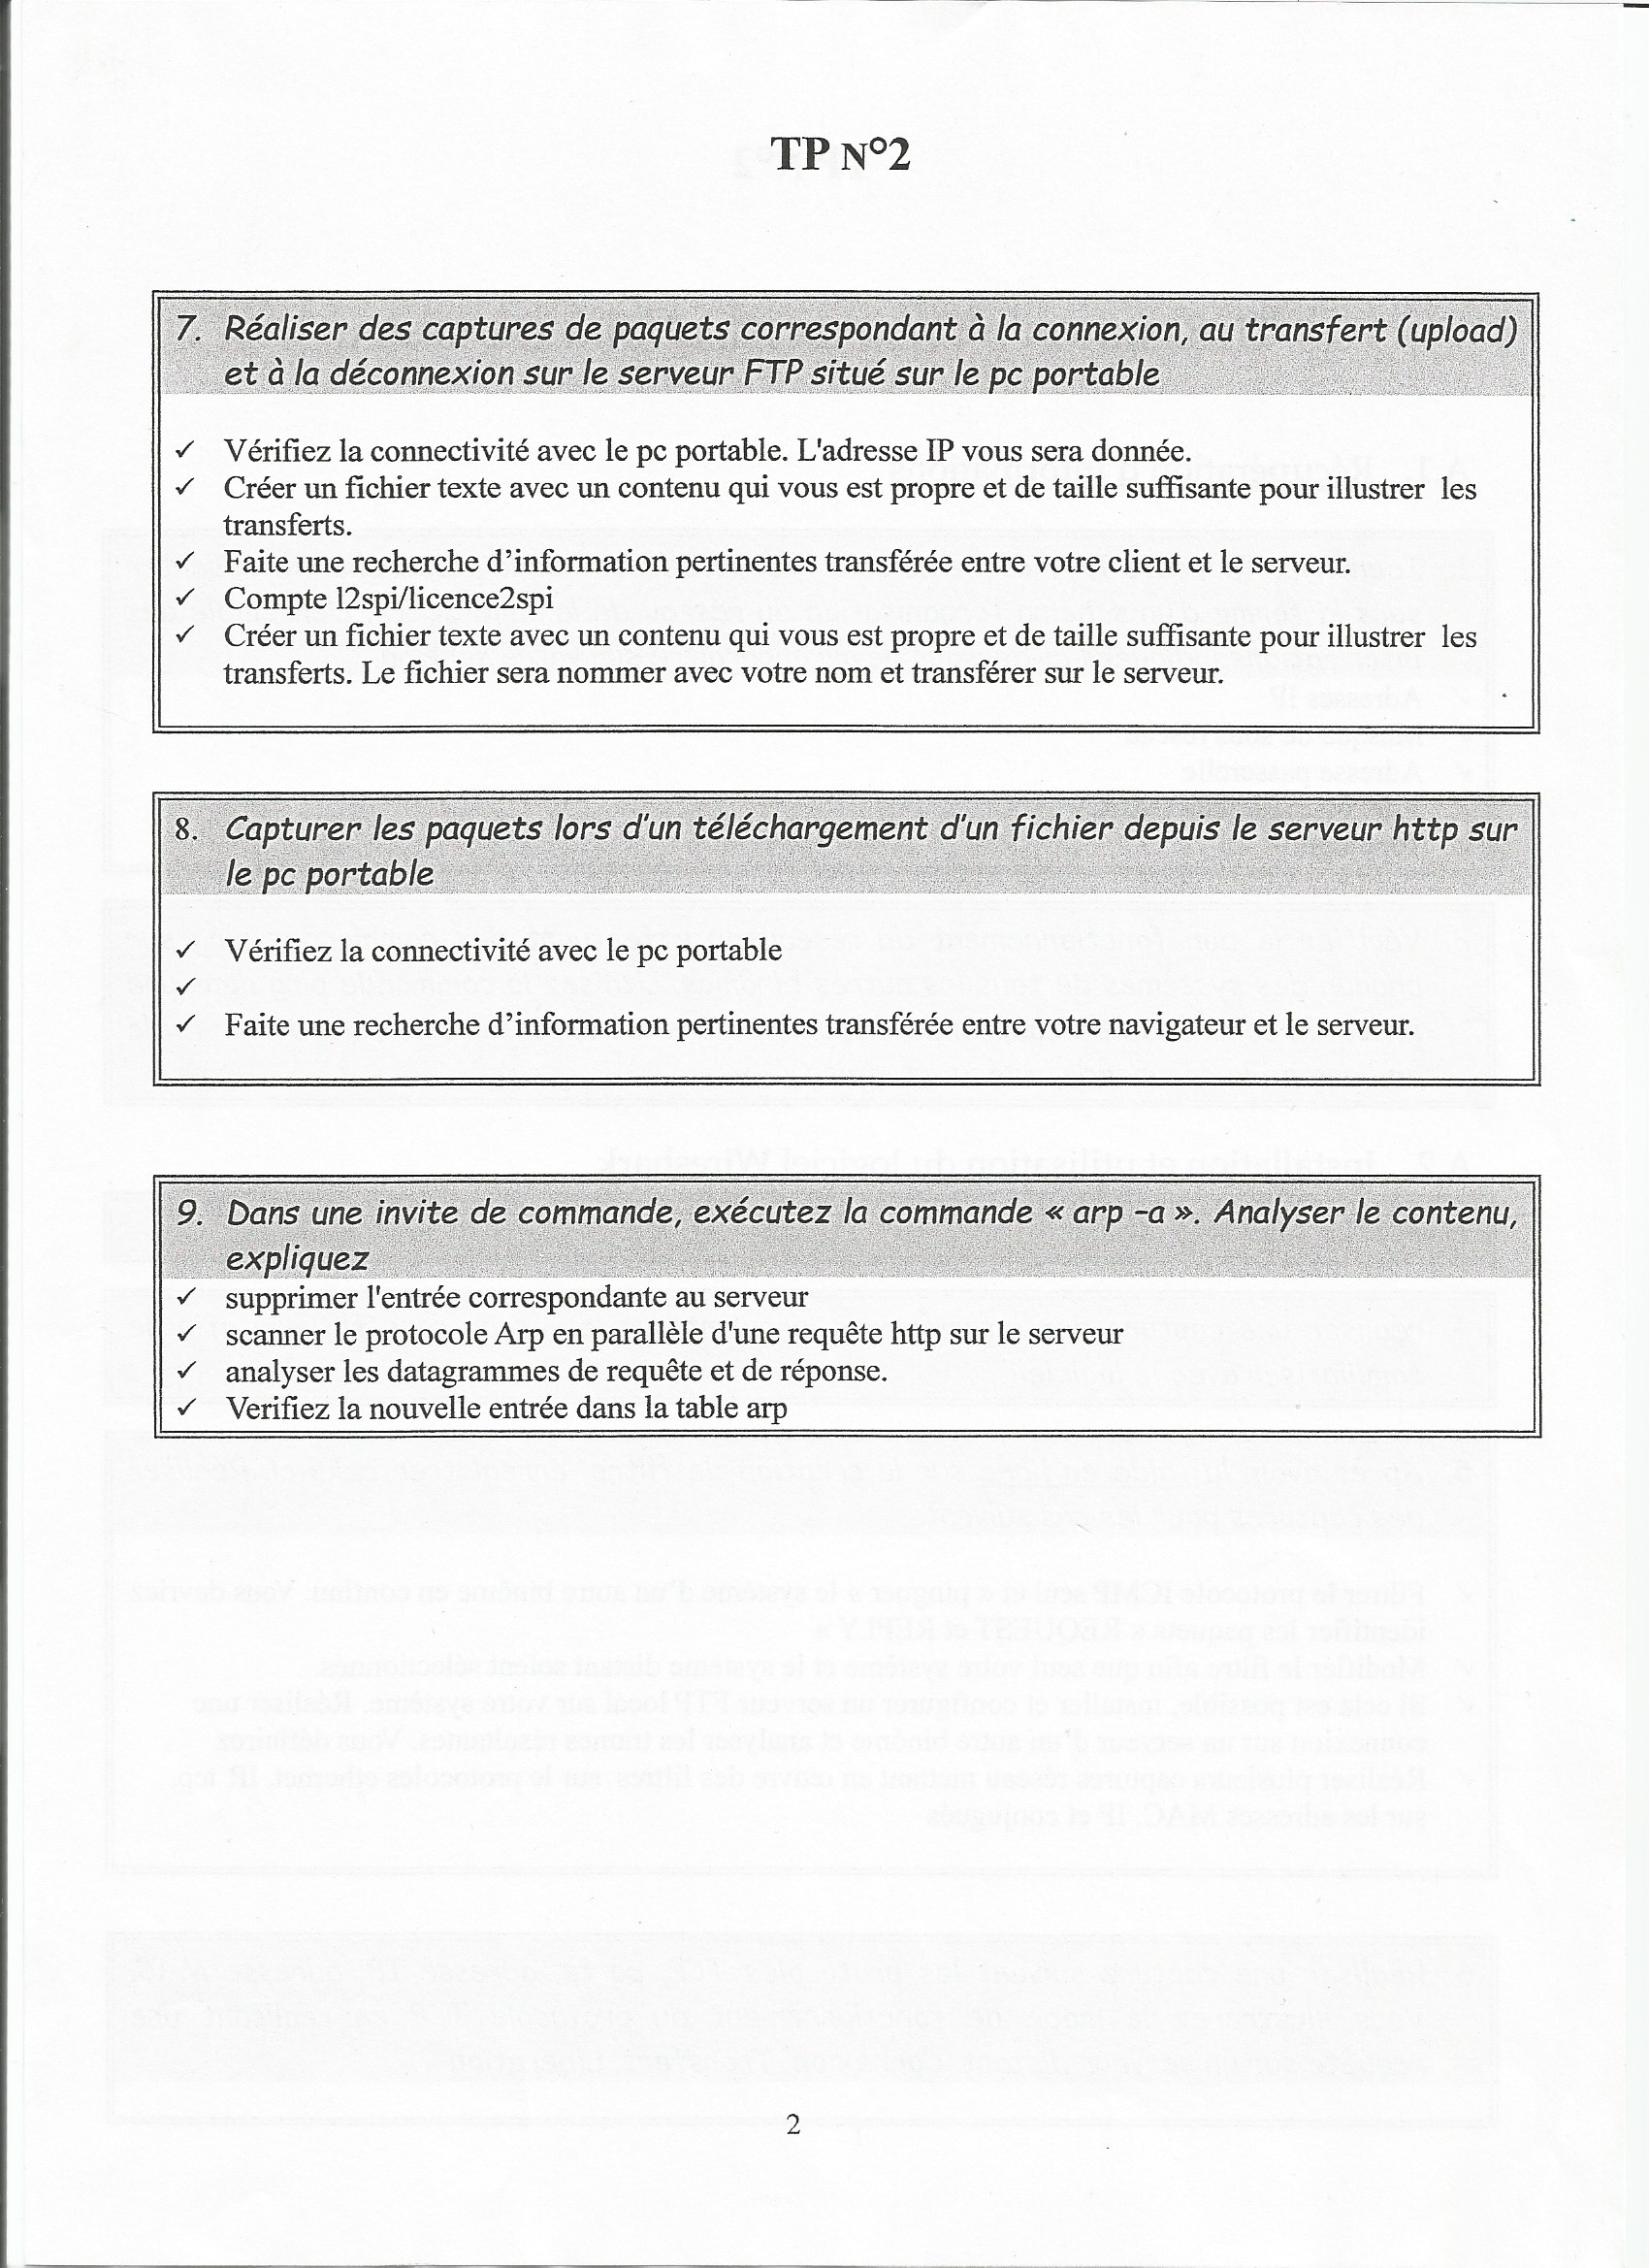 TP N°2
7. Réaliser des captures de paquets correspondant à la connexion, au transfert (upload)
et à la déconnexion sur le serveur FTP situé sur le pc portable
✓ Vérifiez la connectivité avec le pc portable. L'adresse IP vous sera donnée.
✓ Créer un fichier texte avec un contenu qui vous est propre et de taille suffisante pour illustrer les
transferts.
✓ Faite une recherche d’information pertinentes transférée entre votre client et le serveur.
✓ Compte l2spi/licence2spi
✓ Créer un fichier texte avec un contenu qui vous est propre et de taille suffisante pour illustrer les
transferts. Le fichier sera nommer avec votre nom et transférer sur le serveur.
8. Capturer les paquets lors d'un téléchargement d'un fichier depuis le serveur http sur
le pc portable
✓ Vérifiez la connectivité avec le pc portable
✓
✓ Faite une recherche d’information pertinentes transférée entre votre navigateur et le serveur.
9. Dans une invite de commande, exécutez la commande « arp -a ». Analyser le contenu,
expliquez
✓ supprimer l'entrée correspondante au serveur
✓ scanner le protocole Arp en parallèle d'une requête http sur le serveur
✓ analyser les datagrammes de requête et de réponse.
✓ Verifiez la nouvelle entrée dans la table arp
2